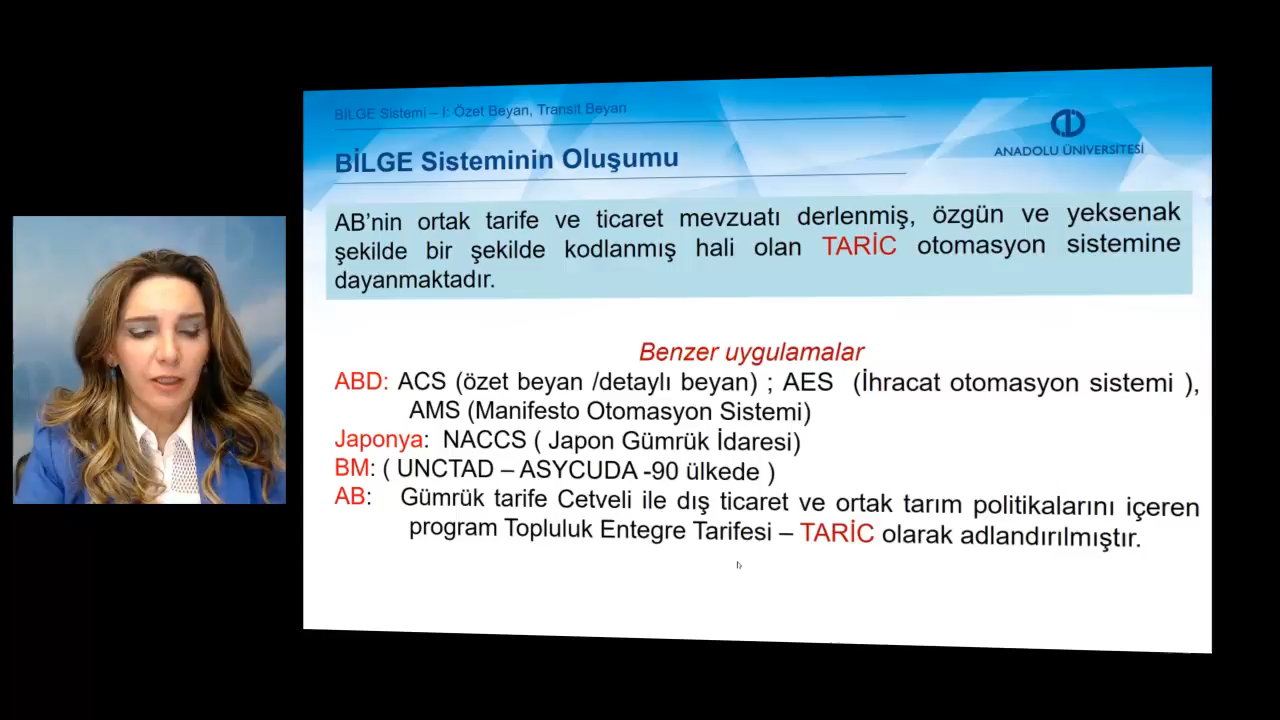 BİLGE Sistemi – I: Özet Beyan, Transit Beyan
BİLGE Sisteminin Oluşumu
ANADOLU ÜNİVERSİTESİ
AB’nin ortak tarife ve ticaret mevzuatı derlenmiş, özgün ve yeksenak
şekilde bir şekilde kodlanmış hali olan TARİC otomasyon sistemine
dayanmaktadır.
Benzer uygulamalar
ABD: ACS (özet beyan /detaylı beyan) ; AES (İhracat otomasyon sistemi ),
AMS (Manifesto Otomasyon Sistemi)
Japonya: NACCS ( Japon Gümrük İdaresi)
BM: ( UNCTAD – ASYCUDA -90 ülkede )
AB: Gümrük tarife Cetveli ile dış ticaret ve ortak tarım politikalarını içeren
program Topluluk Entegre Tarifesi – TARİC olarak adlandırılmıştır.